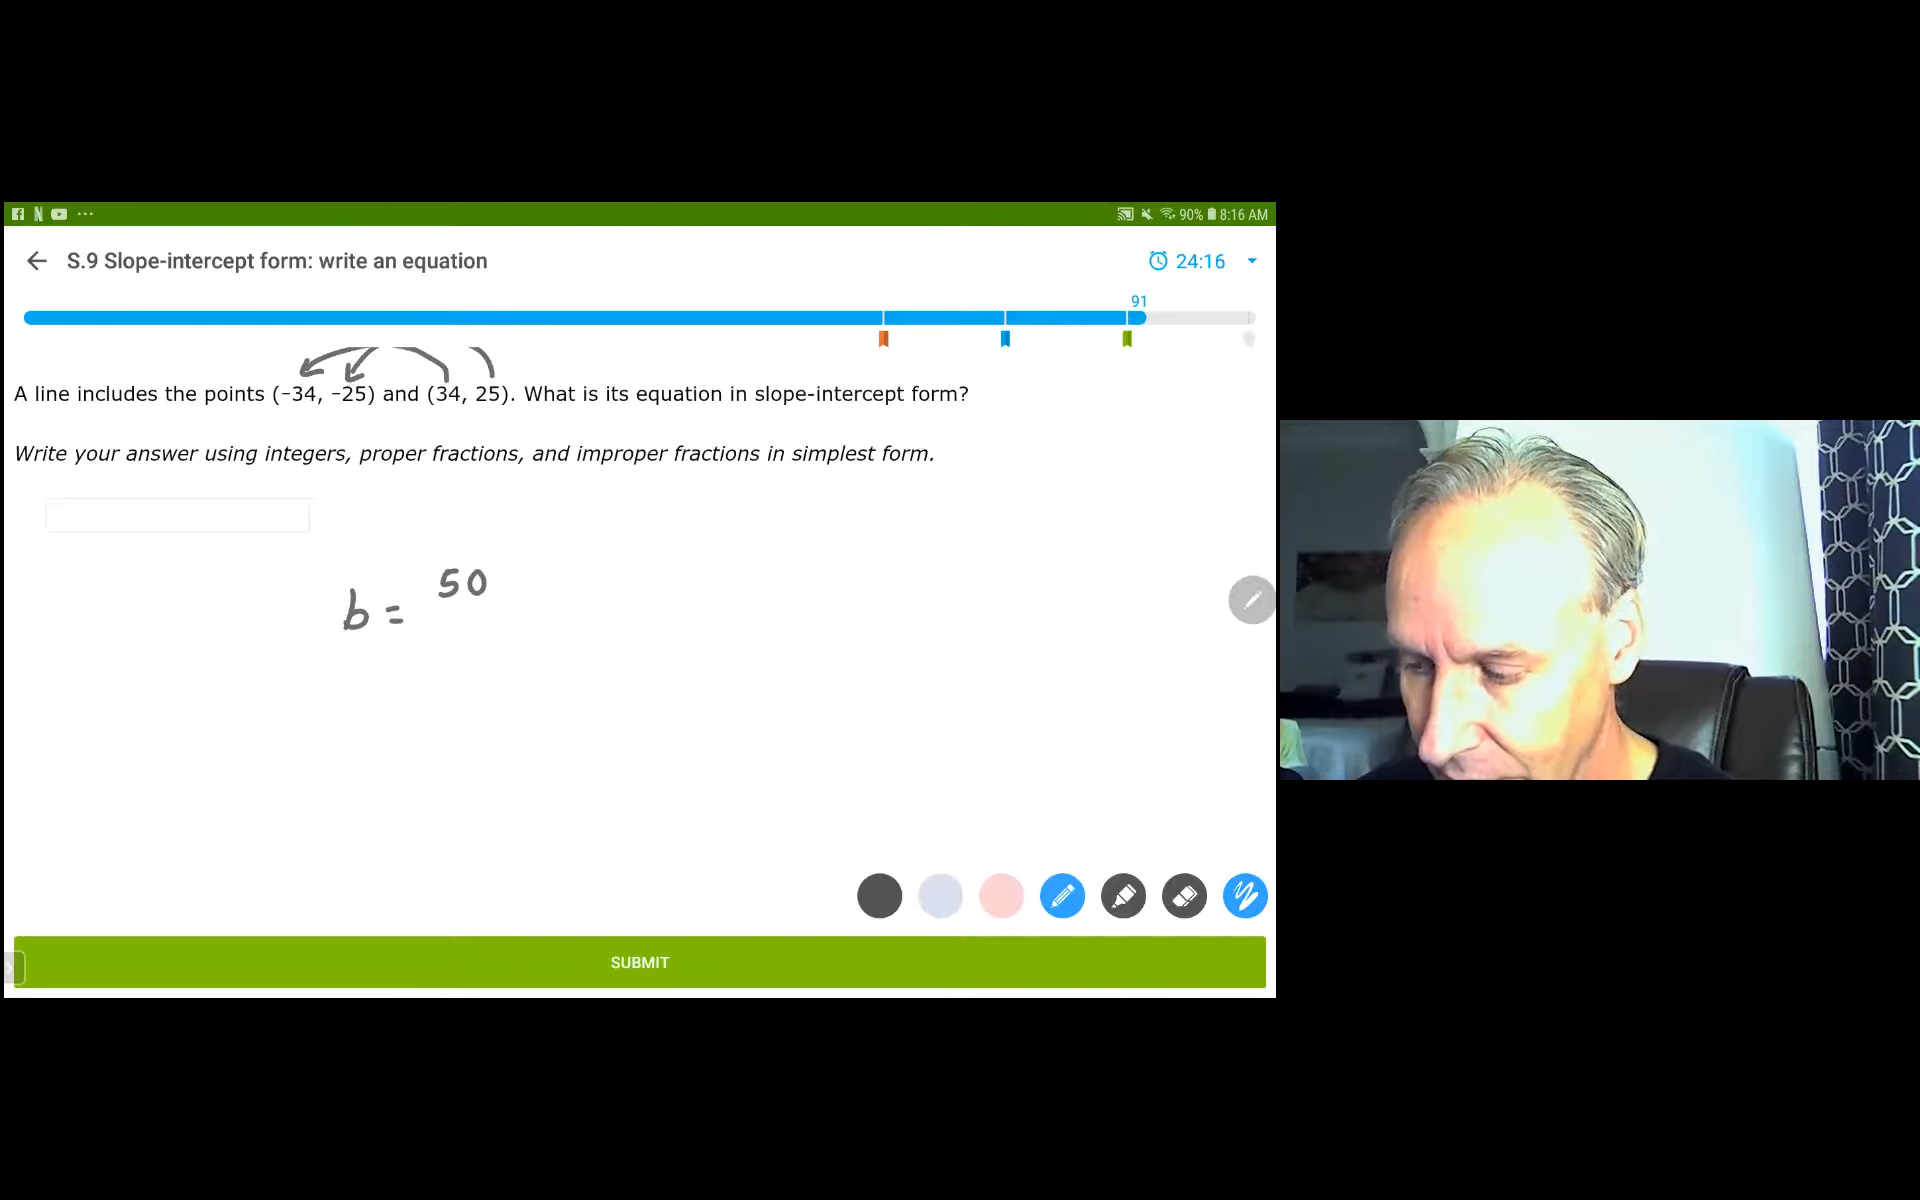 90% 8:16 AM
S.9 Slope-intercept form: write an equation
24:16
91
A line includes the points (–34, –25) and (34, 25). What is its equation in slope-intercept form?
Write your answer using integers, proper fractions, and improper fractions in simplest form.
b = 50
SUBMIT